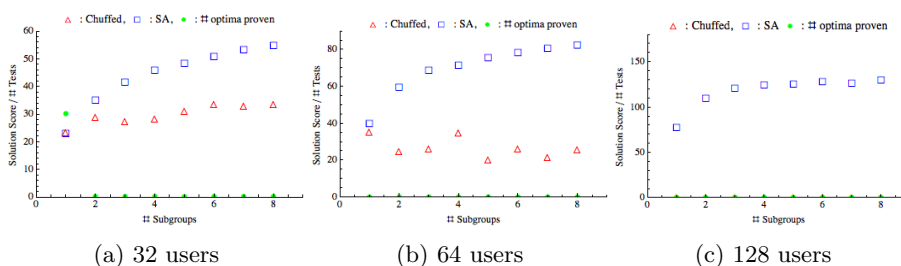 △ : Chuffed, □ : SA, ● : # optima proven
60
50
40
30
20
10
0
0 2 4 6 8
Solution Score / # Tests
# Subgroups
(a) 32 users
△ : Chuffed, □ : SA, ● : # optima proven
80
60
40
20
0
0 2 4 6 8
Solution Score / # Tests
# Subgroups
(b) 64 users
△ : Chuffed, □ : SA, ● : # optima proven
150
100
50
0
0 2 4 6 8
Solution Score / # Tests
# Subgroups
(c) 128 users